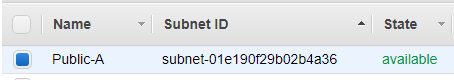 Name Subnet ID State
Public-A subnet-01e190f29b02b4a36 available